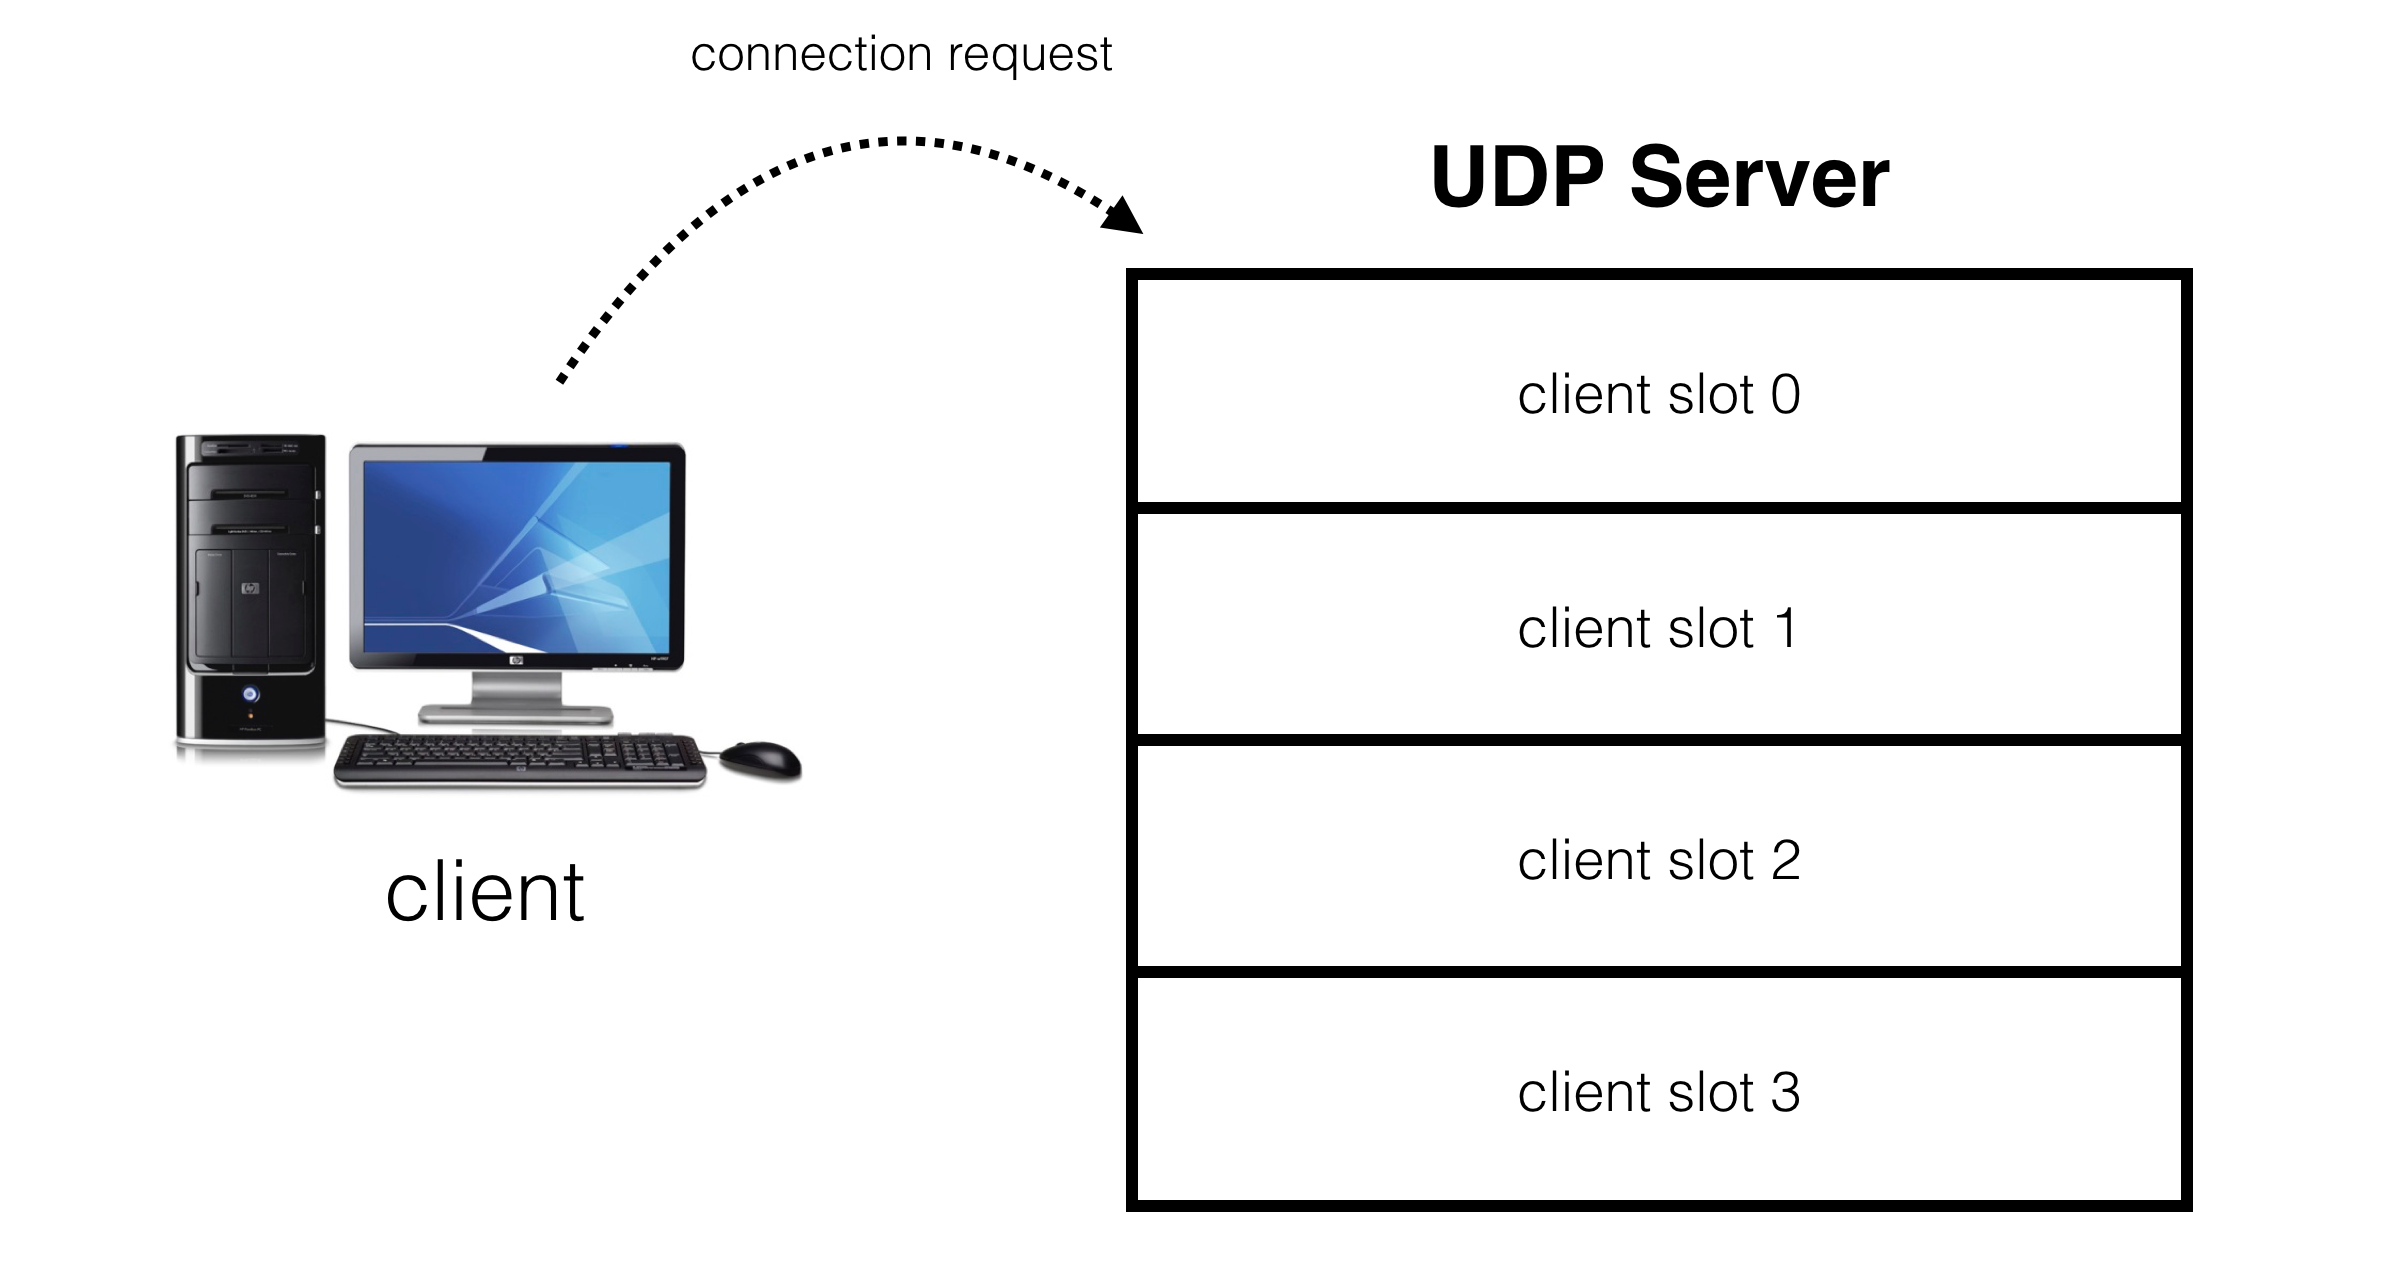 connection request
UDP Server
client slot 0
client slot 1
client slot 2
client slot 3
client